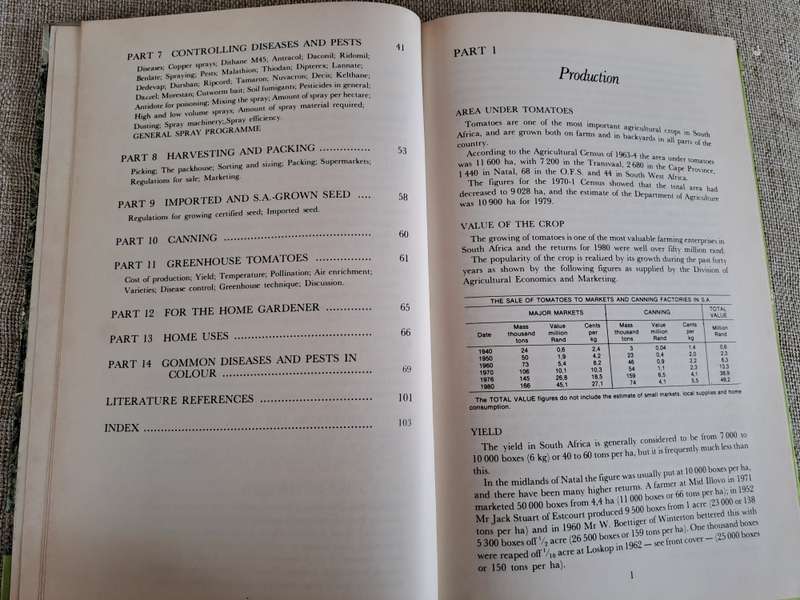 PART 7 CONTROLLING DISEASES AND PESTS 41
Diseases; Copper sprays; Dithane M45; Antracol; Daconil; Ridomil;
Benlate; Spraying; Pests; Malathion; Thiodan; Dipterex; Lannate;
Dedevap; Dursban; Ripcord; Tamaron; Nuvacron; Decis; Kelthane;
Morestan; Cutworm bait; Soil fumigants; Pesticides in general;
Antidote for poisoning; Mixing the spray; Amount of spray per hectare;
High and low volume sprays; Amount of spray material required;
Dusting; Spray machinery; Spray efficiency.
GENERAL SPRAY PROGRAMME
PART 8 HARVESTING AND PACKING ............... 53
Picking; The packhouse; Sorting and sizing; Packing; Supermarkets;
Regulations for sale; Marketing.
PART 9 IMPORTED AND S.A.-GROWN SEED .... 58
Regulations for growing certified seed; Imported seed.
PART 10 CANNING ............................................ 60
PART 11 GREENHOUSE TOMATOES ................ 61
Cost of production; Yield; Temperature; Pollination; Air enrichment;
Varieties; Disease control; Greenhouse technique; Discussion.
PART 12 FOR THE HOME GARDENER .............. 65
PART 13 HOME USES ........................................ 66
PART 14 GOMMON DISEASES AND PESTS IN
COLOUR ............................................ 69
LITERATURE REFERENCES ................................ 101
INDEX .............................................................. 103
PART 1
Production
AREA UNDER TOMATOES
Tomatoes are one of the most important agricultural crops in South
Africa, and are grown both on farms and in backyards in all parts of the
country.
According to the Agricultural Census of 1963-4 the area under tomatoes
was 11 600 ha, with 7 200 in the Transvaal, 2 680 in the Cape Province,
1 440 in Natal, 68 in the O.F.S. and 44 in South West Africa.
The figures for the 1970-1 Census showed that the total area had
decreased to 9 028 ha, and the estimate of the Department of Agriculture
was 10 900 ha for 1979.
VALUE OF THE CROP
The growing of tomatoes is one of the most valuable farming enterprises in
South Africa and the returns for 1980 were well over fifty million rand.
The popularity of the crop is realized by its growth during the past forty
years as shown by the following figures as supplied by the Division of
Agricultural Economics and Marketing.
THE SALE OF TOMATOES TO MARKETS AND CANNING FACTORIES IN S.A.
MAJOR MARKETS CANNING TOTAL VALUE
Date Mass thousand tons Value million Rand Cents per kg Mass thousand tons Value million Rand Cents per kg Million Rand
1940 24 0,6 2,4 3 0,04 1,4 0,6
1950 50 1,9 4,2 23 0,4 2,0 2,3
1960 73 5,4 6,2 46 0,9 2,2 6,3
1970 106 10,1 10,3 54 1,1 2,3 13,3
1976 145 26,8 18,5 159 6,5 4,1 38,9
1980 166 45,1 27,1 74 4,1 5,5 49,2
The TOTAL VALUE figures do not include the estimate of small markets, local supplies and home
consumption.
YIELD
The yield in South Africa is generally considered to be from 7 000 to
10 000 boxes (6 kg) or 40 to 60 tons per ha, but it is frequently much less than
this.
In the midlands of Natal the figure was usually put at 10 000 boxes per ha,
and there have been many higher returns. A farmer at Mid Illovo in 1971
marketed 50 000 boxes from 4,4 ha (11 000 boxes or 66 tons per ha); in 1952
Mr Jack Stuart of Estcourt produced 9 500 boxes from 1 acre (23 000 or 138
tons per ha) and in 1960 Mr W. Boettiger of Winterton bettered this with
5 300 boxes off 1/2 acre (26 500 boxes or 159 tons per ha). One thousand boxes
were reaped off 1/10 acre at Loskop in 1962 — see front cover — (25 000 boxes
or 150 tons per ha).
1